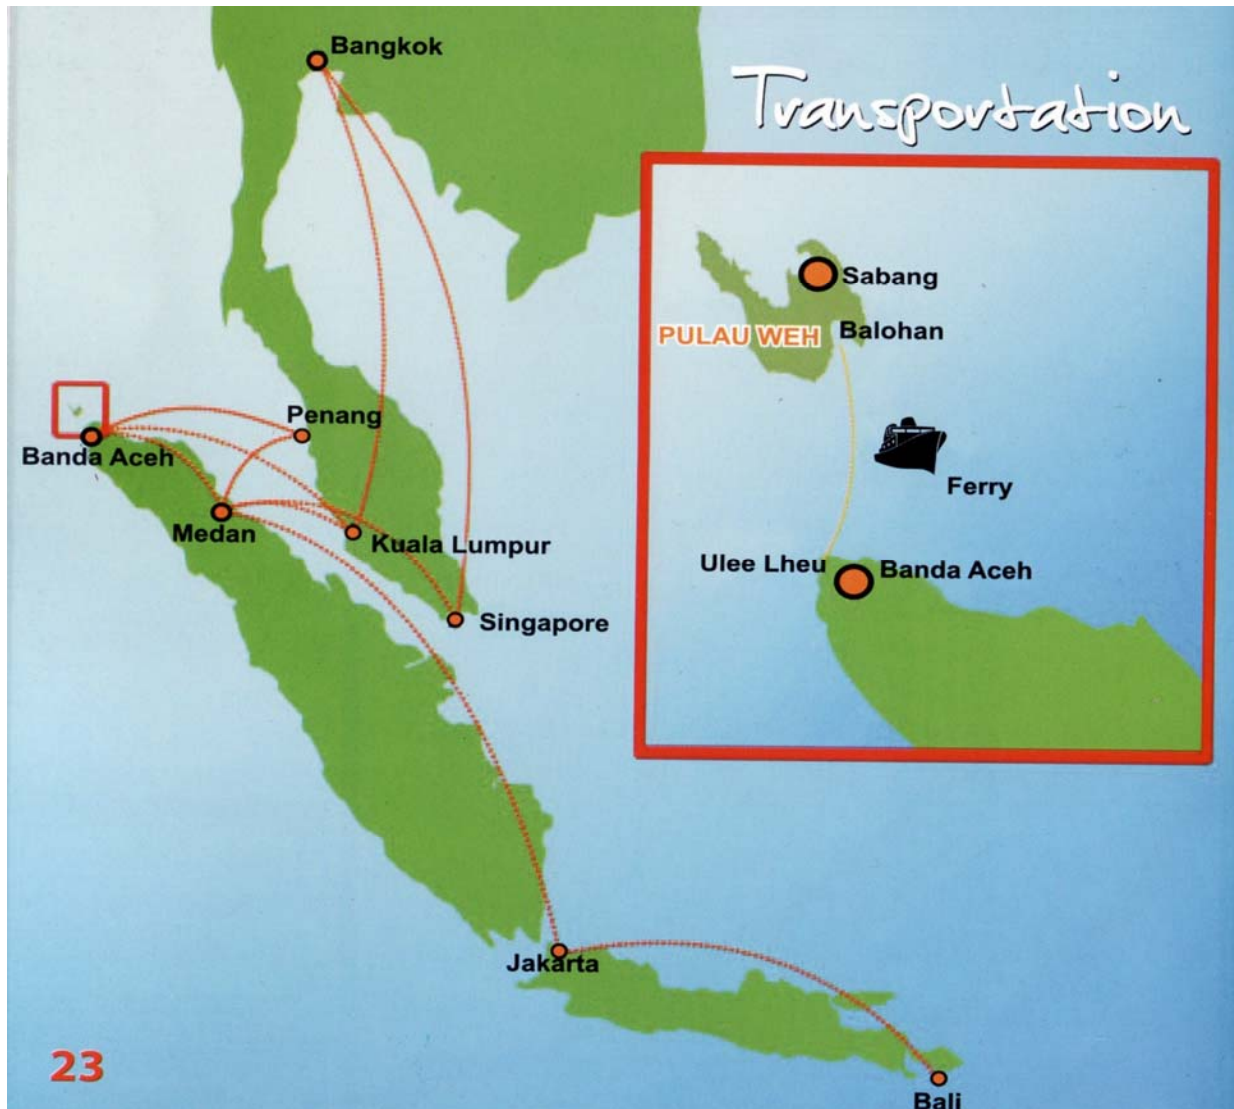 Bangkok
Transportation
Sabang
PULAU WEH
Balohan
Penang
Banda Aceh
Ferry
Medan
Kuala Lumpur
Ulee Lheu
Banda Aceh
Singapore
Jakarta
23
Bali